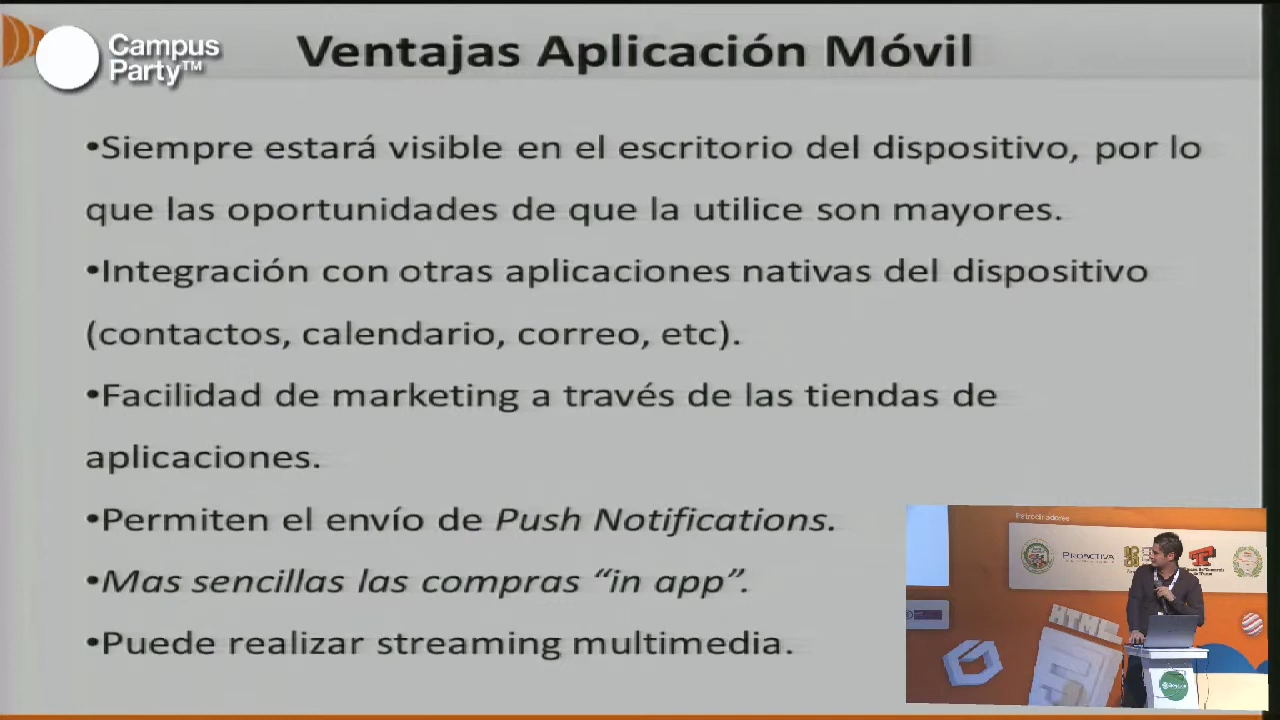 Campus
Party™
Ventajas Aplicación Móvil
•Siempre estará visible en el escritorio del dispositivo, por lo
que las oportunidades de que la utilice son mayores.
•Integración con otras aplicaciones nativas del dispositivo
(contactos, calendario, correo, etc).
•Facilidad de marketing a través de las tiendas de
aplicaciones.
•Permiten el envío de Push Notifications.
•Mas sencillas las compras “in app”.
•Puede realizar streaming multimedia.
Patrocinadores
PROACTIVA
HTML